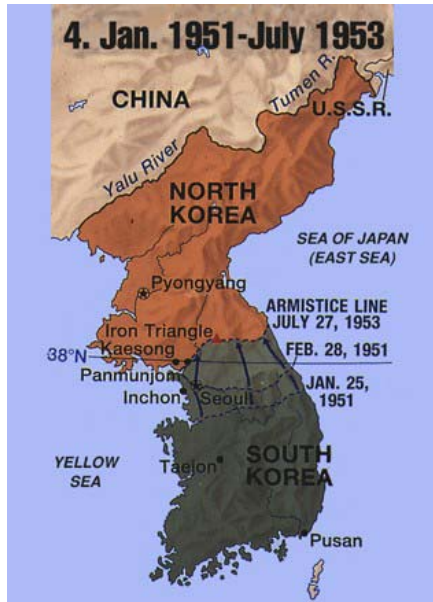 4. Jan. 1951-July 1953
CHINA
Tumen R.
U.S.S.R.
Yalu River
NORTH
KOREA
SEA OF JAPAN
(EAST SEA)
Pyongyang
ARMISTICE LINE
JULY 27, 1953
Iron Triangle
38°N
Kaesong
FEB. 28, 1951
Panmunjom
JAN. 25,
1951
Inchon
Seoul
YELLOW
SEA
Taejon
SOUTH
KOREA
Pusan